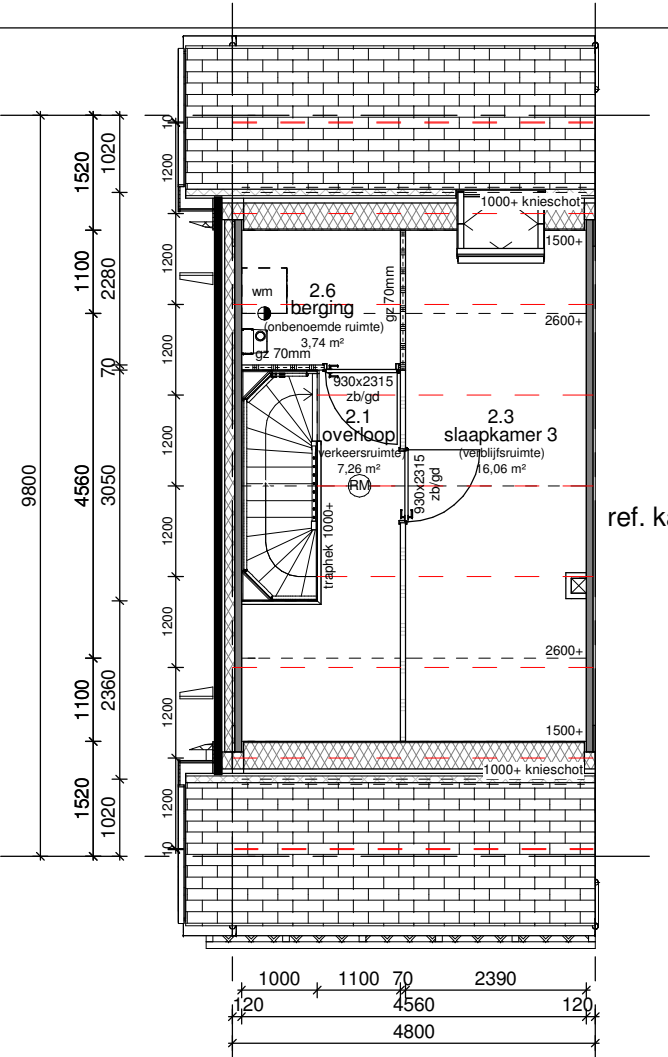 10
1020
1520
1200
1000+ knieschot
1500+
1200
1100
2280
wm
2.6
berging
(onbenoemde ruimte)
3,74 m²
gz 70mm
gz 70mm
2600+
1200
70
930x2315
zb/gd
2.1
overloop
(verkeersruimte)
7,26 m²
RM
2.3
slaapkamer 3
(verblijfsruimte)
16,06 m²
930x2315
zb/gd
1200
9800
4560
3050
traphek 1000+
ref. ka
1200
1200
2600+
1100
2360
1200
1500+
1000+ knieschot
1520
1020
1200
10
1000
1100
70
2390
120
4560
120
4800